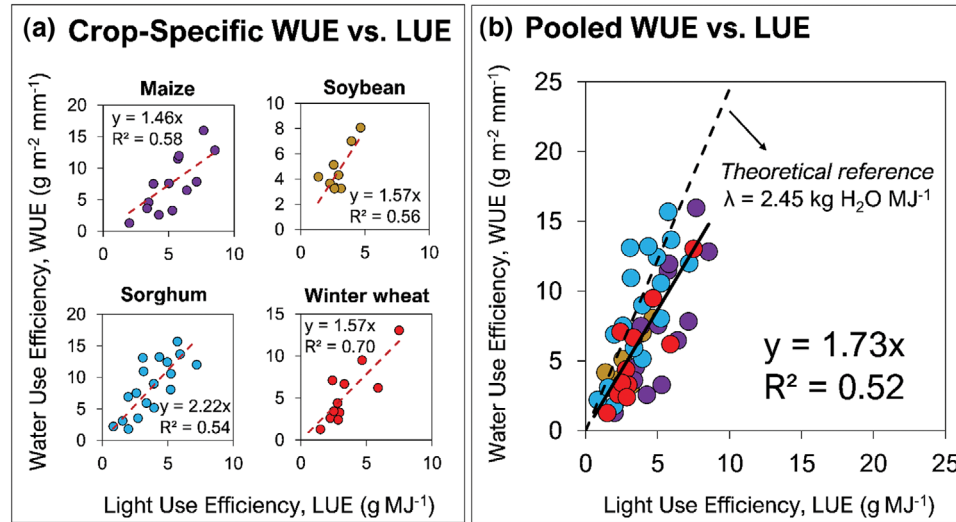 (a) Crop-Specific WUE vs. LUE
Water Use Efficiency, WUE (g m⁻² mm⁻¹)
Maize
20
15
10
5
0
0 5 10
y = 1.46x
R² = 0.58
Soybean
10
8
6
4
2
0
0 5 10
y = 1.57x
R² = 0.56
Sorghum
20
15
10
5
0
0 5 10
y = 2.22x
R² = 0.54
Winter wheat
15
10
5
0
0 5 10
y = 1.57x
R² = 0.70
Light Use Efficiency, LUE (g MJ⁻¹)
(b) Pooled WUE vs. LUE
Water Use Efficiency, WUE (g m⁻² mm⁻¹)
25
20
15
10
5
0
0 5 10 15 20 25
Theoretical reference
λ = 2.45 kg H₂O MJ⁻¹
y = 1.73x
R² = 0.52
Light Use Efficiency, LUE (g MJ⁻¹)